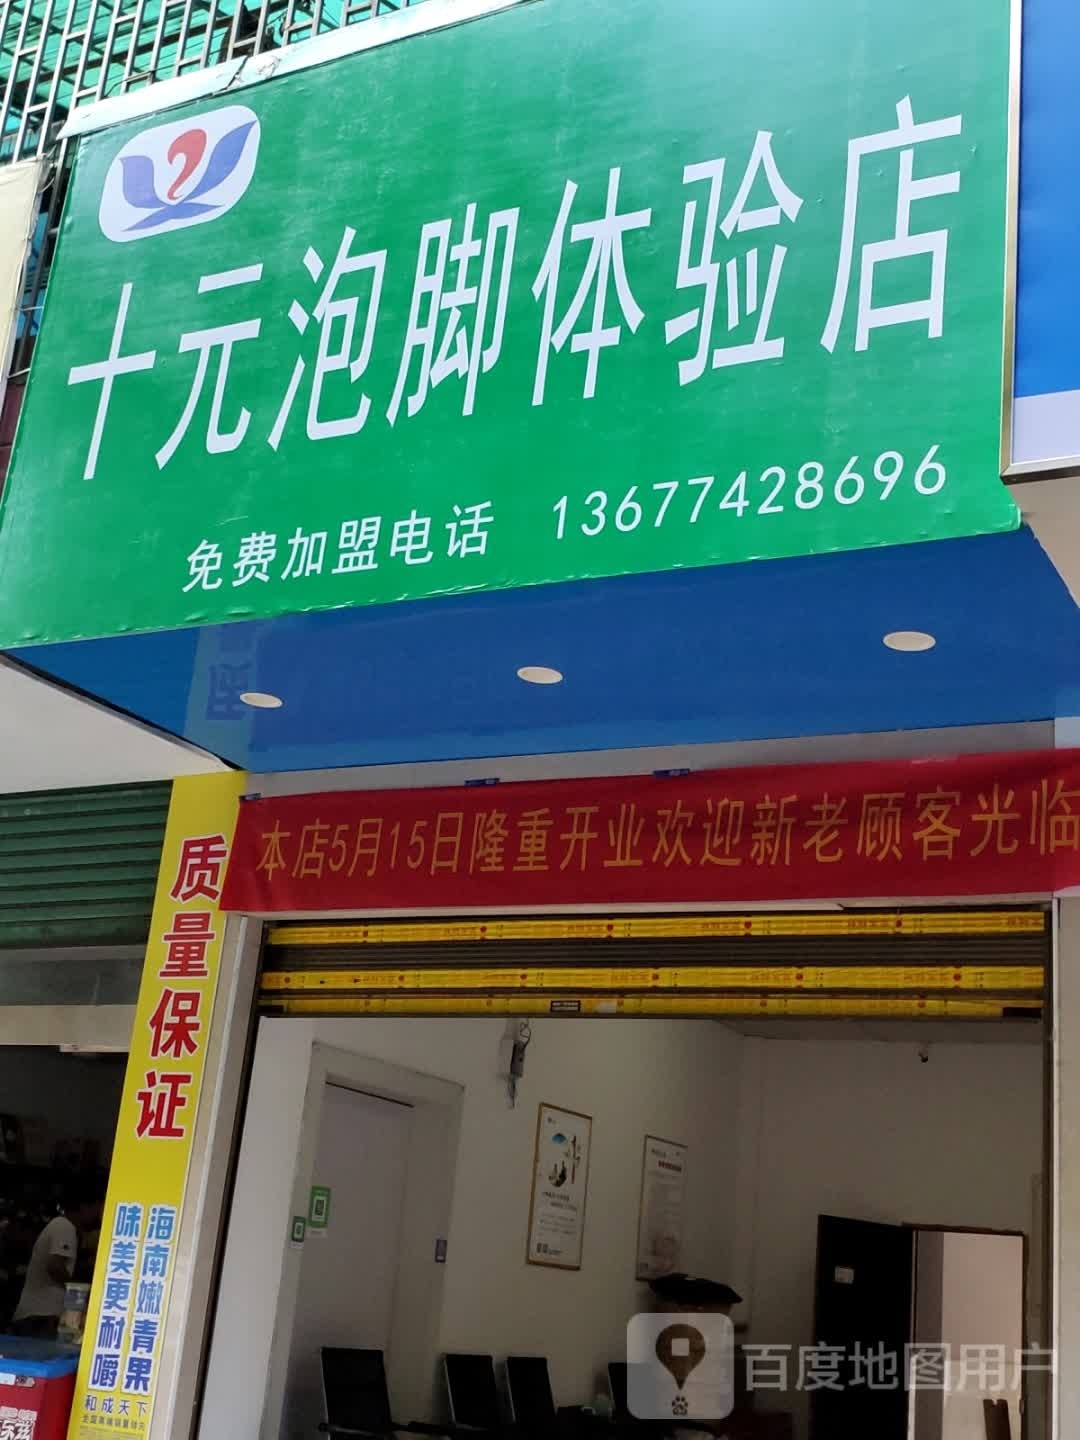 十元泡脚体验店
免费加盟电话 13677428696
本店5月15日隆重开业欢迎新老顾客光临
质量保证
海南嫩青果
味美更耐嚼
和成天下
百度地图用户